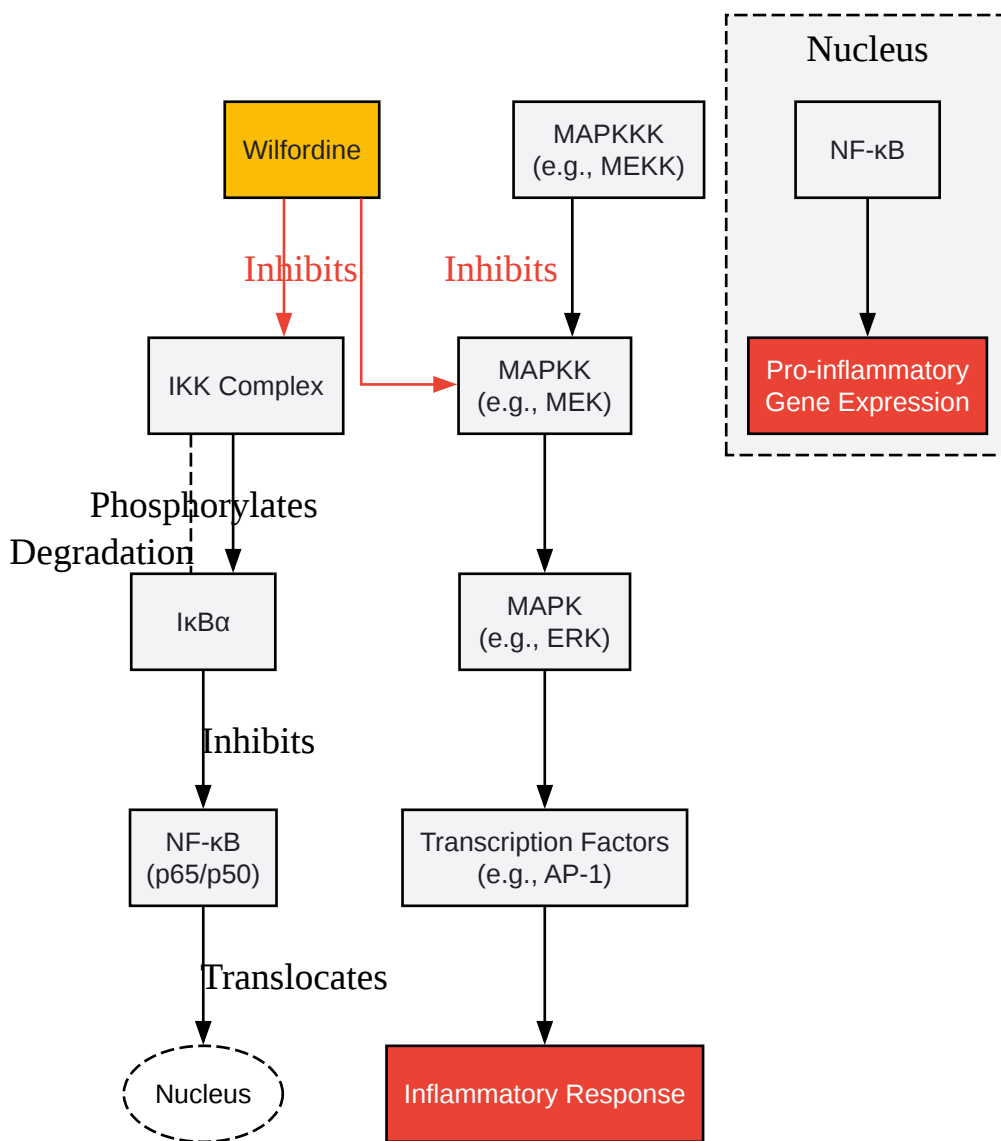 Nucleus
Wilfordine
MAPKKK
(e.g., MEKK)
NF-κB
Inhibits
Inhibits
IKK Complex
MAPKK
(e.g., MEK)
Pro-inflammatory
Gene Expression
Phosphorylates
Degradation
IκBα
MAPK
(e.g., ERK)
Inhibits
NF-κB
(p65/p50)
Transcription Factors
(e.g., AP-1)
Translocates
Nucleus
Inflammatory Response